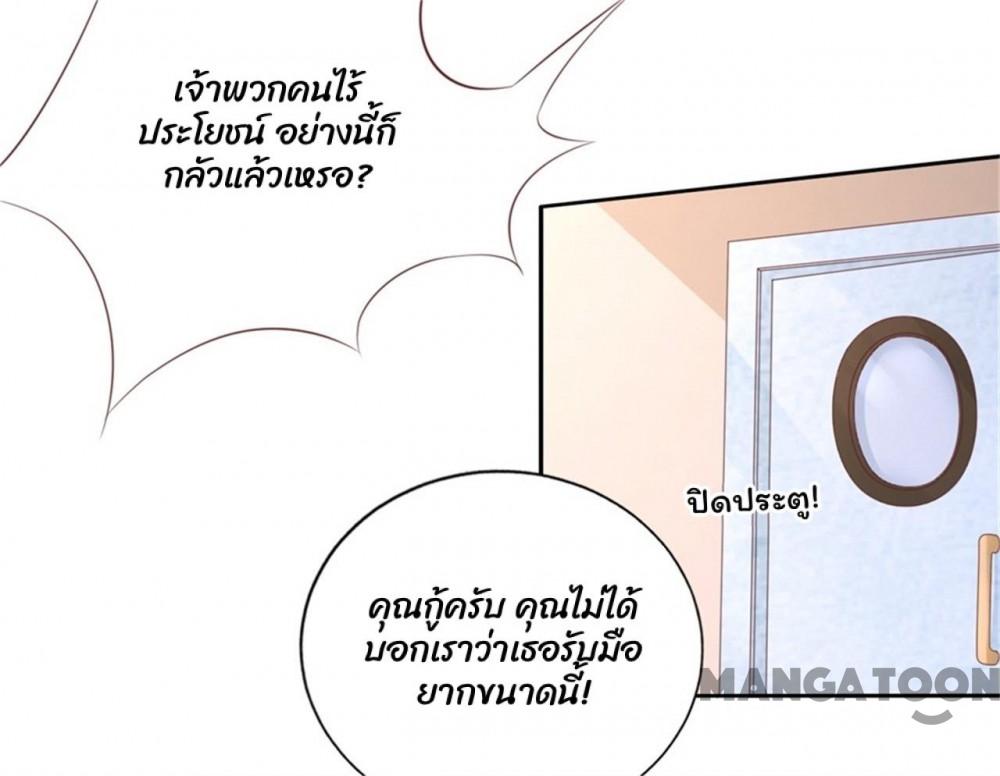 เจ้าพวกคนไร้
ประโยชน์ อย่างนี้ก็
กลัวแล้วเหรอ?
ปิดประตู!
คุณกู้ครับ คุณไม่ได้
บอกเราว่าเธอรับมือ
ยากขนาดนี้!
MANGATOON